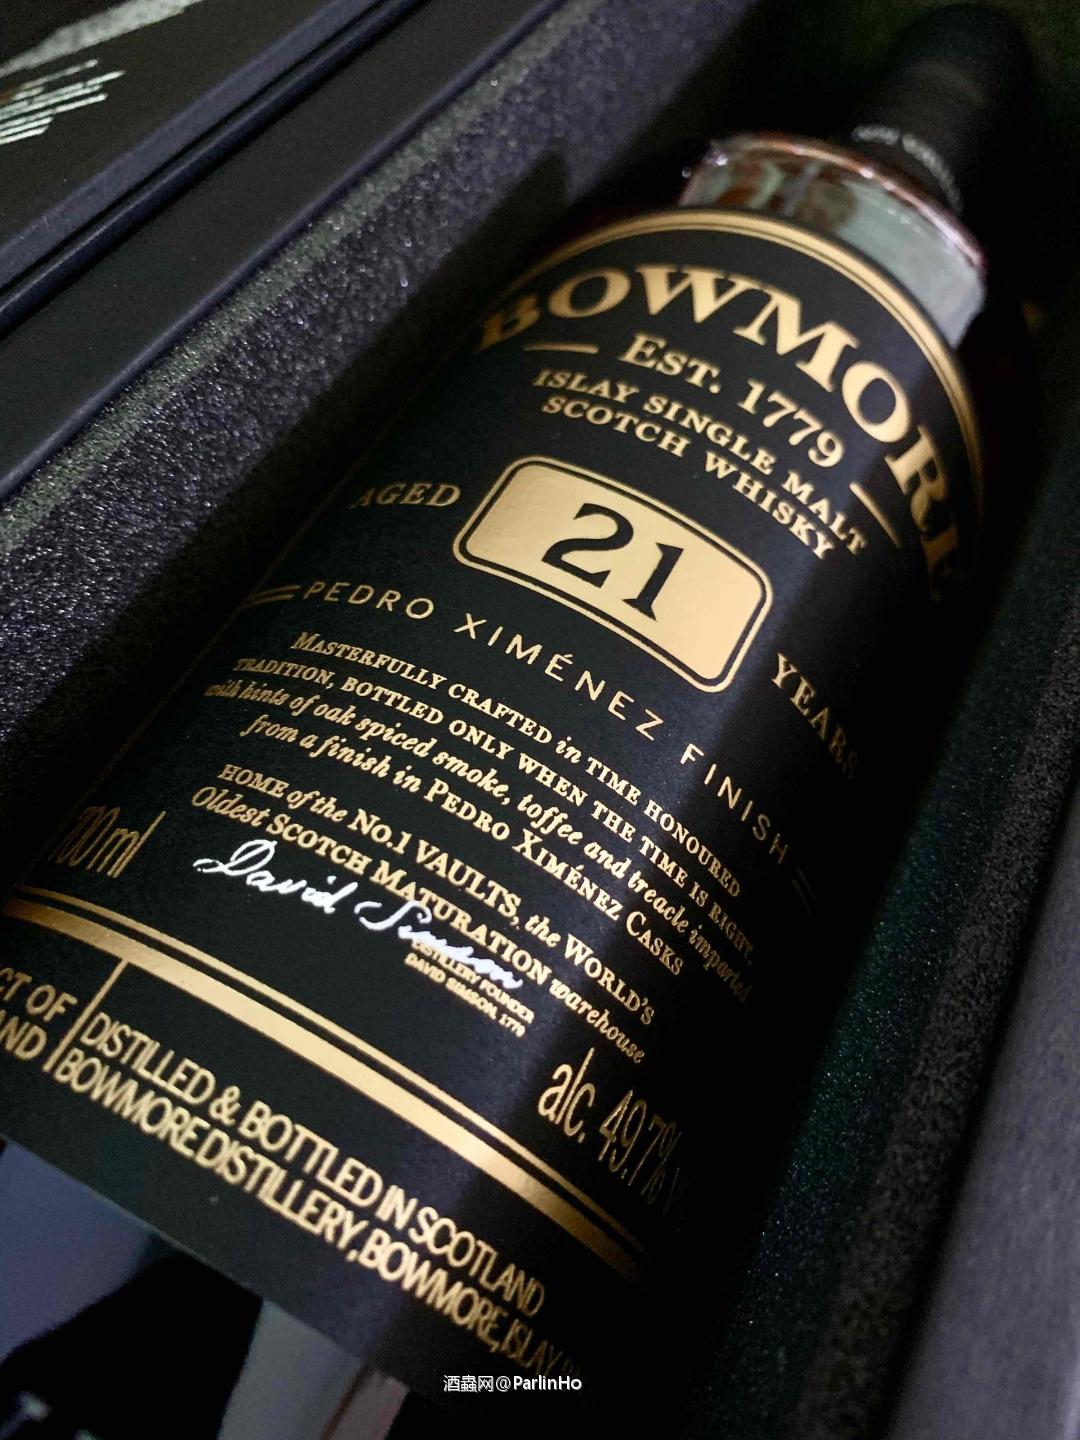 BOWMORE
EST. 1779
ISLAY SINGLE MALT
SCOTCH WHISKY
AGED 21 YEARS
PEDRO XIMÉNEZ FINISH
MASTERFULLY CRAFTED in TIME HONOURED
TRADITION, BOTTLED ONLY WHEN THE TIME IS RIGHT,
with hints of oak spiced smoke, toffee and treacle imparted
from a finish in PEDRO XIMÉNEZ CASKS
HOME of the NO.1 VAULTS, the WORLD'S
Oldest SCOTCH MATURATION warehouse
David Simson
DISTILLERY FOUNDER
DAVID SIMSON, 1779
700ml
alc. 49.7%
CT OF
AND
DISTILLED & BOTTLED IN SCOTLAND
BOWMORE DISTILLERY, BOWMORE, ISLAY
酒蟲网@ParlinHo